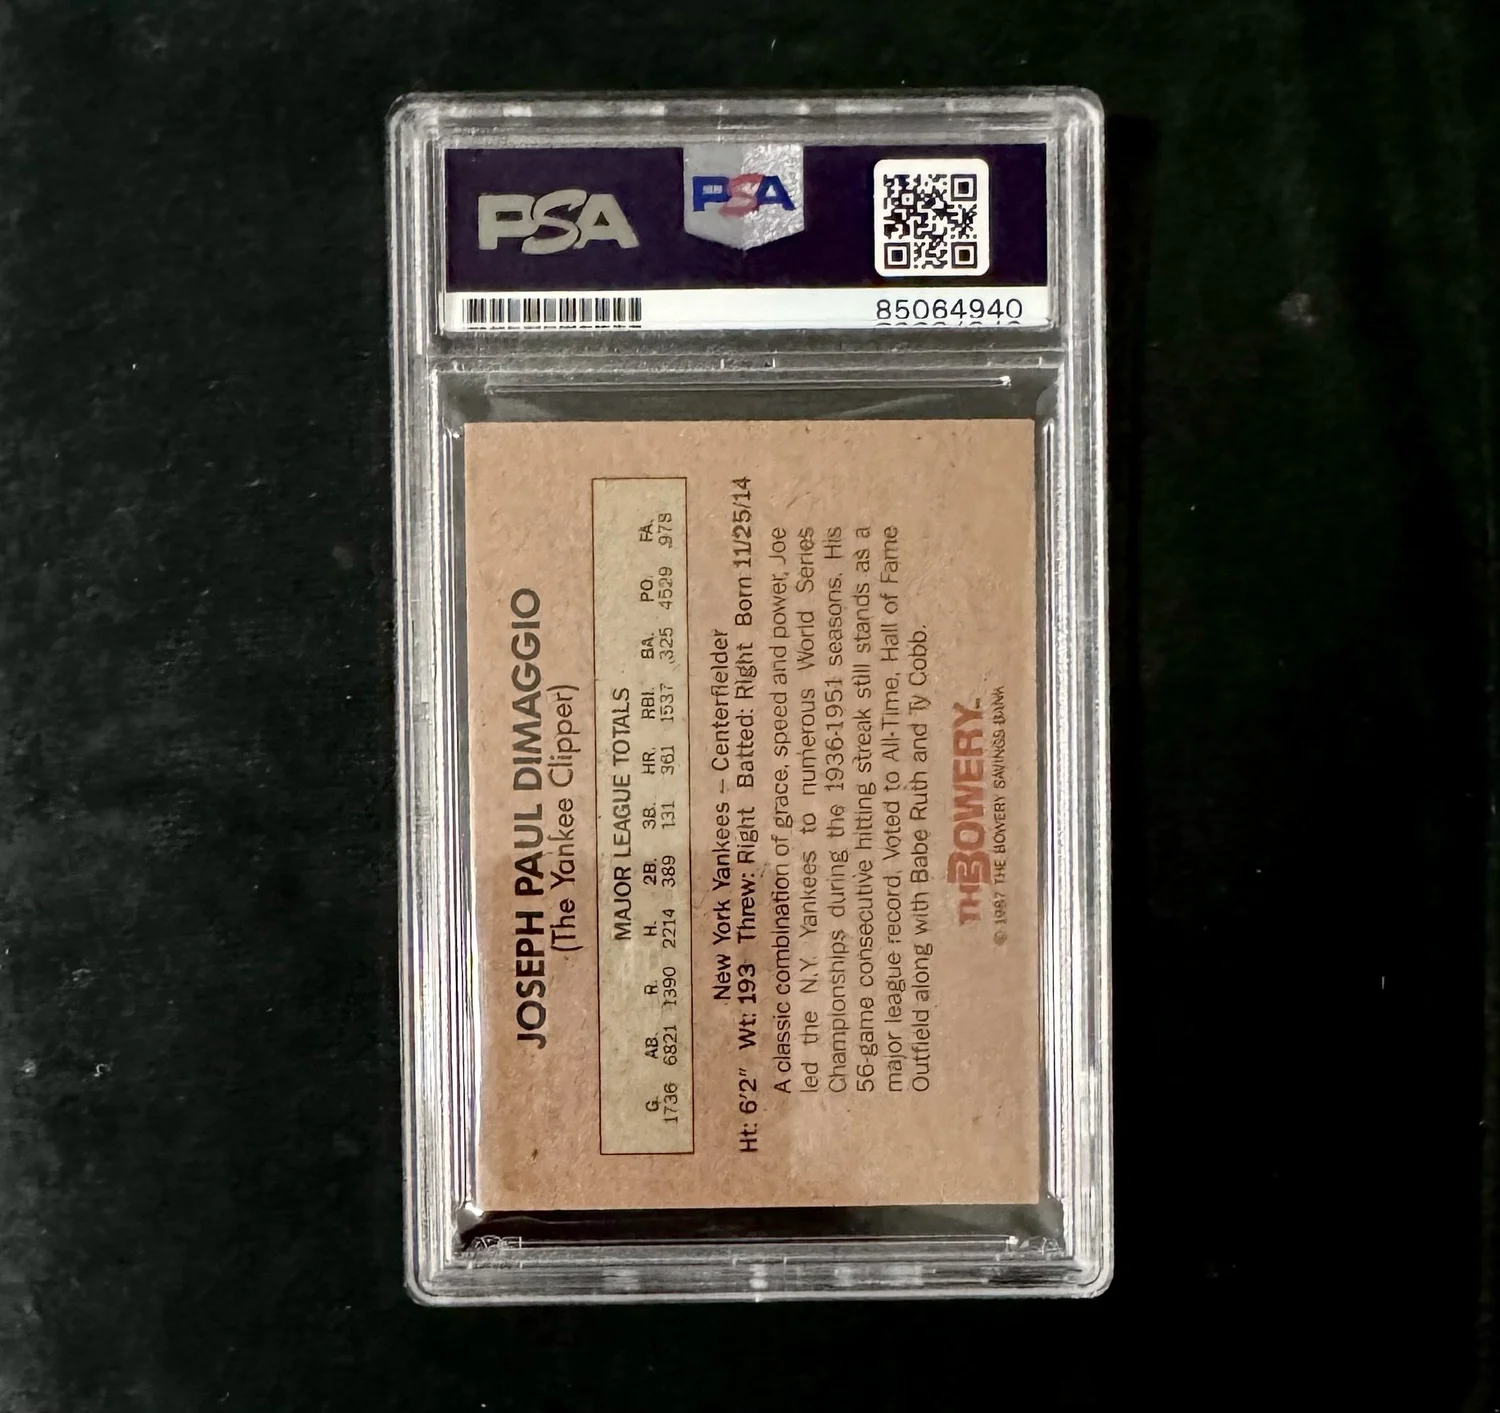 PSA
PSA
85064940
JOSEPH PAUL DIMAGGIO
(The Yankee Clipper)
MAJOR LEAGUE TOTALS
G. AB. R. H. 2B. 3B. HR. RBI. BA. PO. FA.
1736 6821 1390 2214 389 131 361 1537 .325 4529 .978
New York Yankees – Centerfielder
Ht: 6'2" Wt: 193 Threw: Right Batted: Right Born 11/25/14
A classic combination of grace, speed and power, Joe
led the N.Y. Yankees to numerous World Series
Championships during the 1936-1951 seasons. His
56-game consecutive hitting streak still stands as a
major league record. Voted to All-Time, Hall of Fame
Outfield along with Babe Ruth and Ty Cobb.
THE BOWERY
© 1987 THE BOWERY SAVINGS BANK